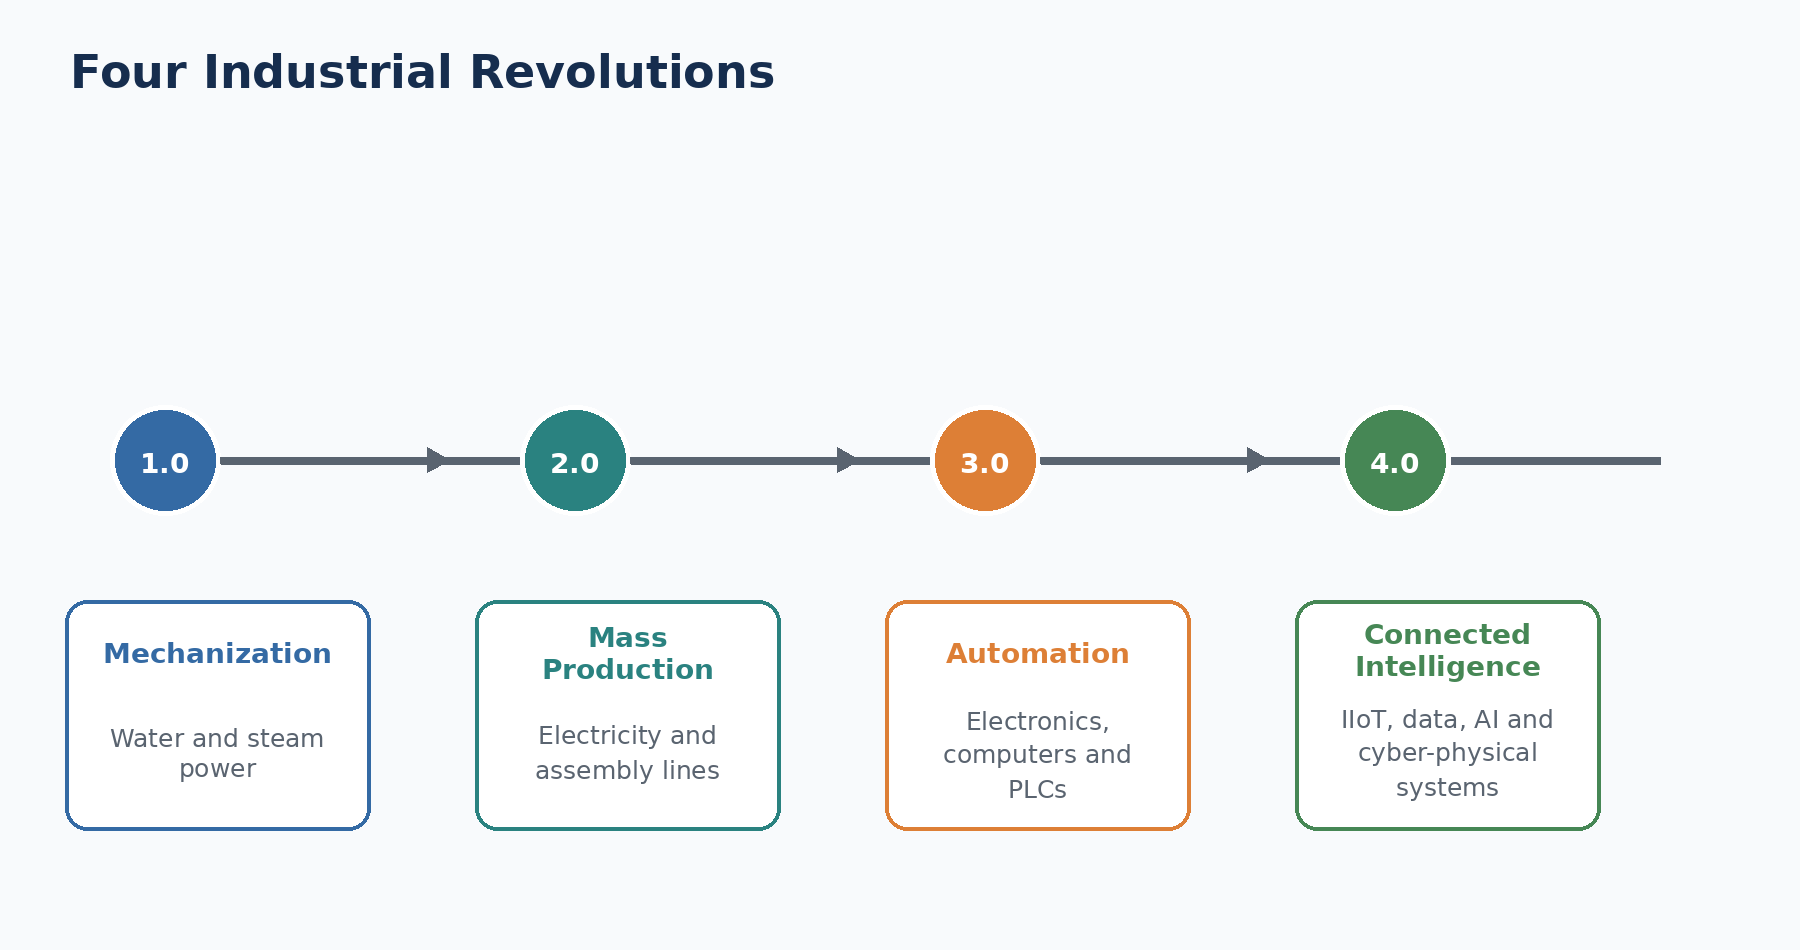 Four Industrial Revolutions
1.0
2.0
3.0
4.0
Mechanization
Water and steam
power
Mass
Production
Electricity and
assembly lines
Automation
Electronics,
computers and
PLCs
Connected
Intelligence
IIoT, data, AI and
cyber-physical
systems